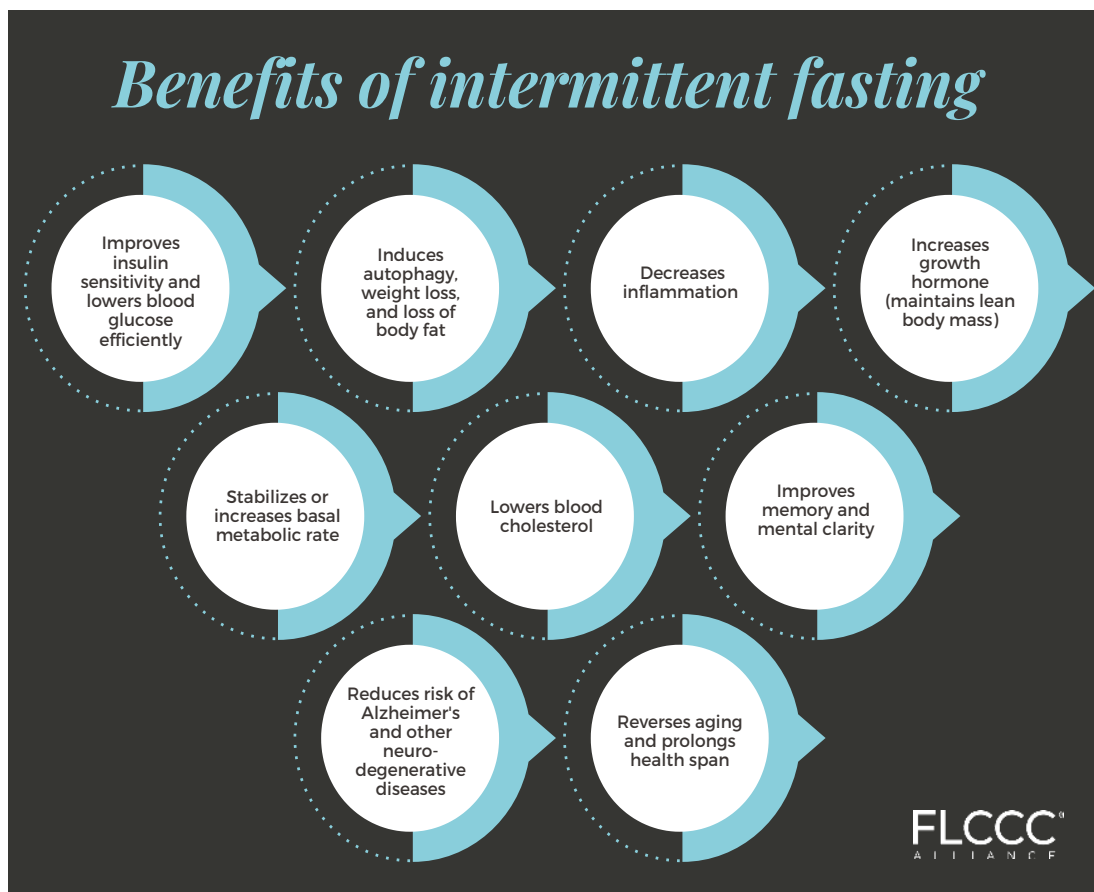 Benefits of intermittent fasting
Improves
insulin
sensitivity and
lowers blood
glucose
efficiently
Induces
autophagy,
weight loss,
and loss of
body fat
Decreases
inflammation
Increases
growth
hormone
(maintains lean
body mass)
Stabilizes or
increases basal
metabolic rate
Lowers blood
cholesterol
Improves
memory and
mental clarity
Reduces risk of
Alzheimer's
and other
neuro-
degenerative
diseases
Reverses aging
and prolongs
health span
FLCCC
ALLIANCE